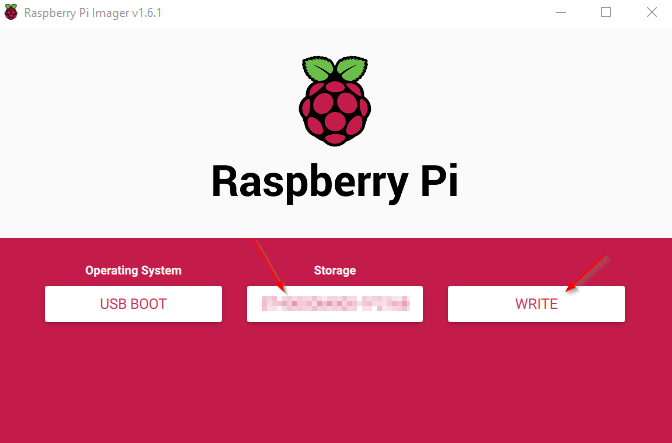 Raspberry Pi Imager v1.6.1
Raspberry Pi
Operating System
Storage
USB BOOT
WRITE